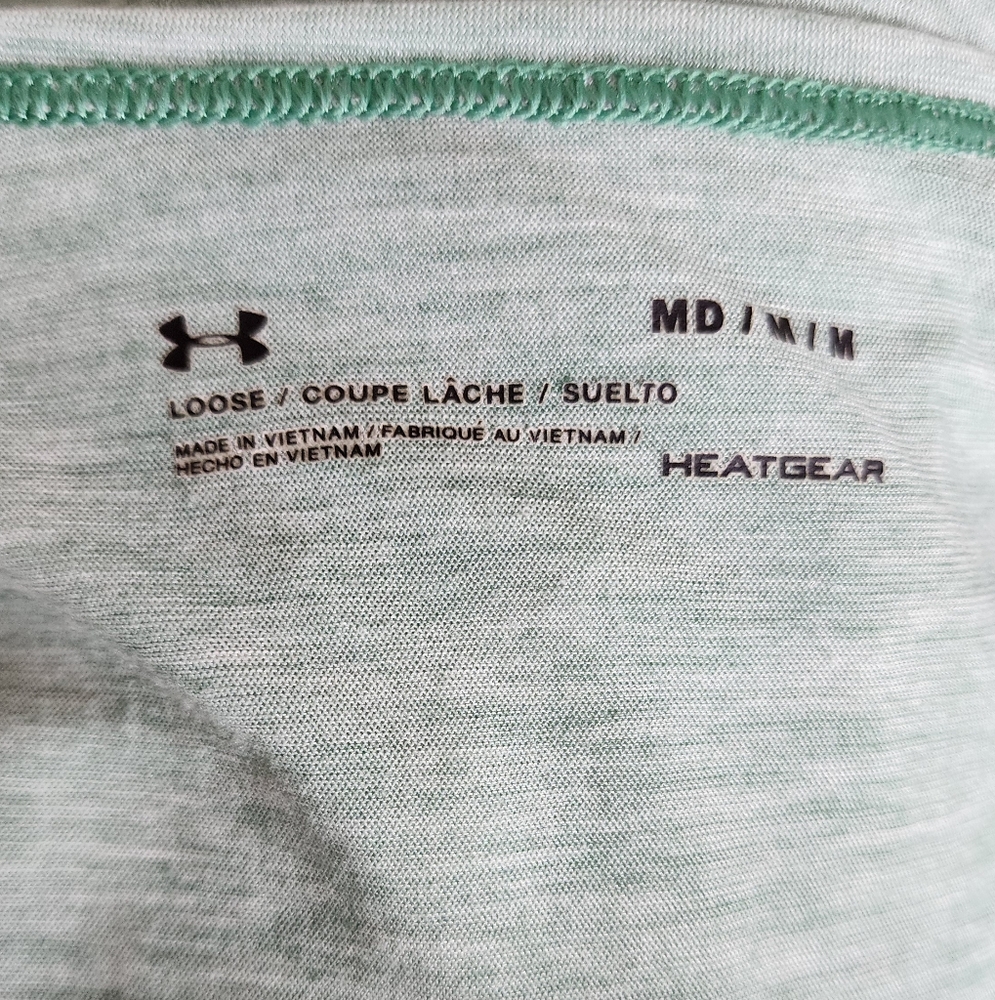 MD / M / M
LOOSE / COUPE LÂCHE / SUELTO
MADE IN VIETNAM / FABRIQUÉ AU VIETNAM /
HECHO EN VIETNAM
HEATGEAR